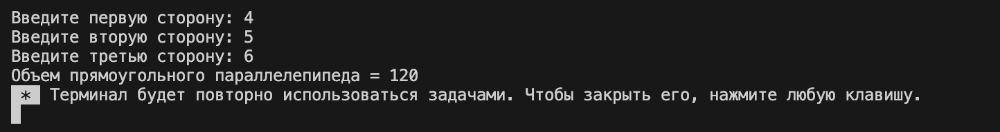 Введите первую сторону: 4
Введите вторую сторону: 5
Введите третью сторону: 6
Объем прямоугольного параллелепипеда = 120
* Терминал будет повторно использоваться задачами. Чтобы закрыть его, нажмите любую клавишу.